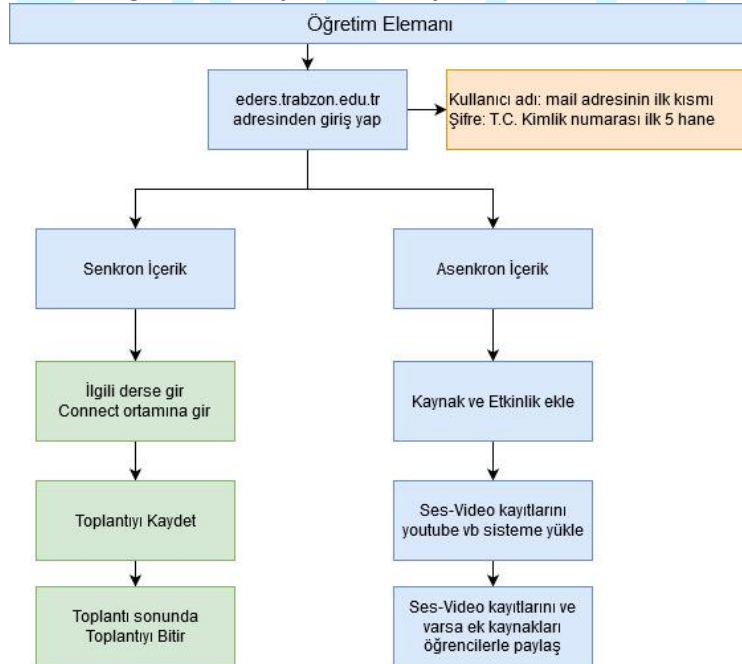 Öğretim Elemanı
eders.trabzon.edu.tr
adresinden giriş yap
Kullanıcı adı: mail adresinin ilk kısmı
Şifre: T.C. Kimlik numarası ilk 5 hane
Senkron İçerik
Asenkron İçerik
İlgili derse gir
Connect ortamına gir
Kaynak ve Etkinlik ekle
Toplantıyı Kaydet
Ses-Video kayıtlarını
youtube vb sisteme yükle
Toplantı sonunda
Toplantıyı Bitir
Ses-Video kayıtlarını ve
varsa ek kaynakları
öğrencilerle paylaş